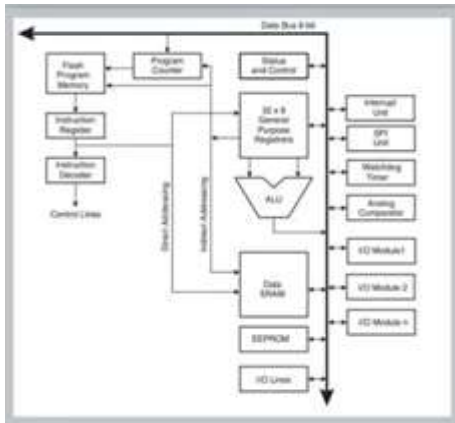 Data Bus 8-bit
Flash
Program
Memory
Program
Counter
Status
and Control
Instruction
Register
32 x 8
General
Purpose
Registrers
Interrupt
Unit
SPI
Unit
Instruction
Decoder
Watchdog
Timer
Control Lines
Direct Addressing
Indirect Addressing
ALU
Analog
Comparator
I/O Module1
Data
SRAM
I/O Module 2
I/O Module n
EEPROM
I/O Lines